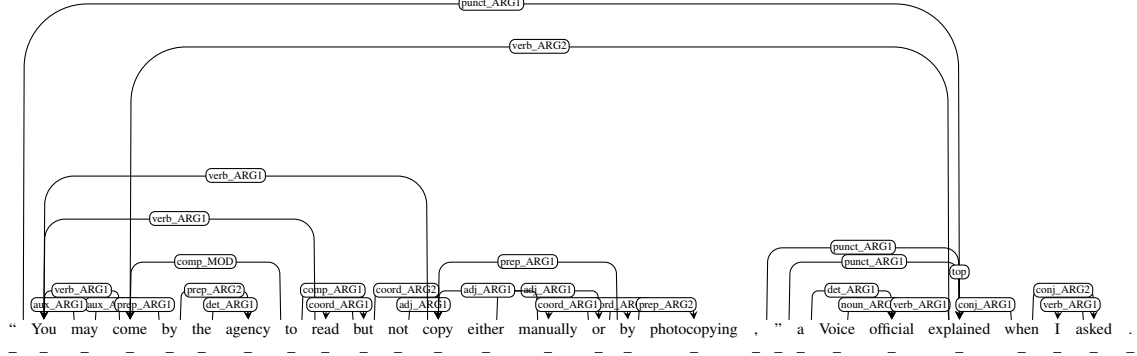 punct_ARG1
verb_ARG2
verb_ARG1
verb_ARG1
punct_ARG1
comp_MOD prep_ARG1 punct_ARG1
top
verb_ARG1 prep_ARG2 comp_ARG1 coord_ARG2 adj_ARG1 adj_ARG1 det_ARG1 conj_ARG2
aux_ARG1 prep_ARG1 det_ARG1 coord_ARG1 adj_ARG1 coord_ARG1 prep_ARG2 verb_ARG1 conj_ARG1 verb_ARG1
“ You may come by the agency to read but not copy either manually or by photocopying , ” a Voice official explained when I asked .